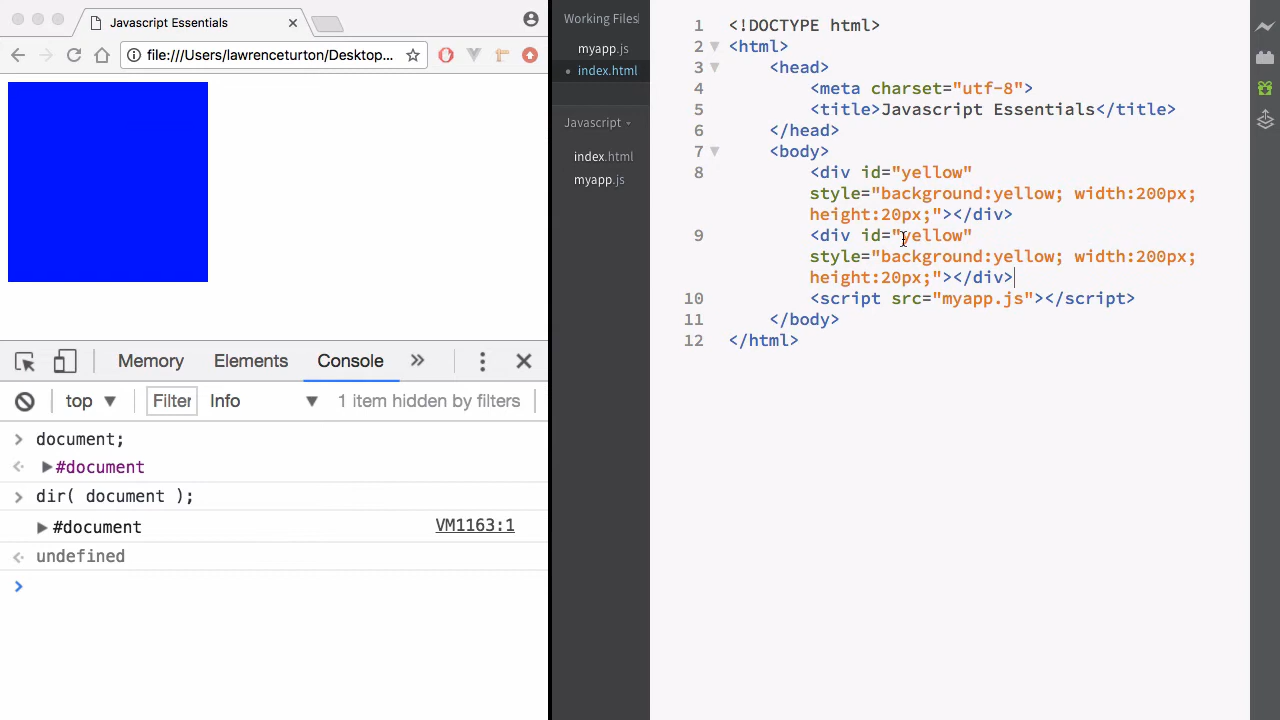 Javascript Essentials
file:///Users/lawrenceturton/Desktop...
Memory
Elements
Console
top
Filter
Info
1 item hidden by filters
document;
#document
dir( document );
#document
VM1163:1
undefined
Working Files
myapp.js
index.html
Javascript
index.html
myapp.js
1 <!DOCTYPE html>
2 <html>
3 <head>
4 <meta charset="utf-8">
5 <title>Javascript Essentials</title>
6 </head>
7 <body>
8 <div id="yellow"
style="background:yellow; width:200px;
height:20px;"></div>
9 <div id="yellow"
style="background:yellow; width:200px;
height:20px;"></div>
10 <script src="myapp.js"></script>
11 </body>
12 </html>